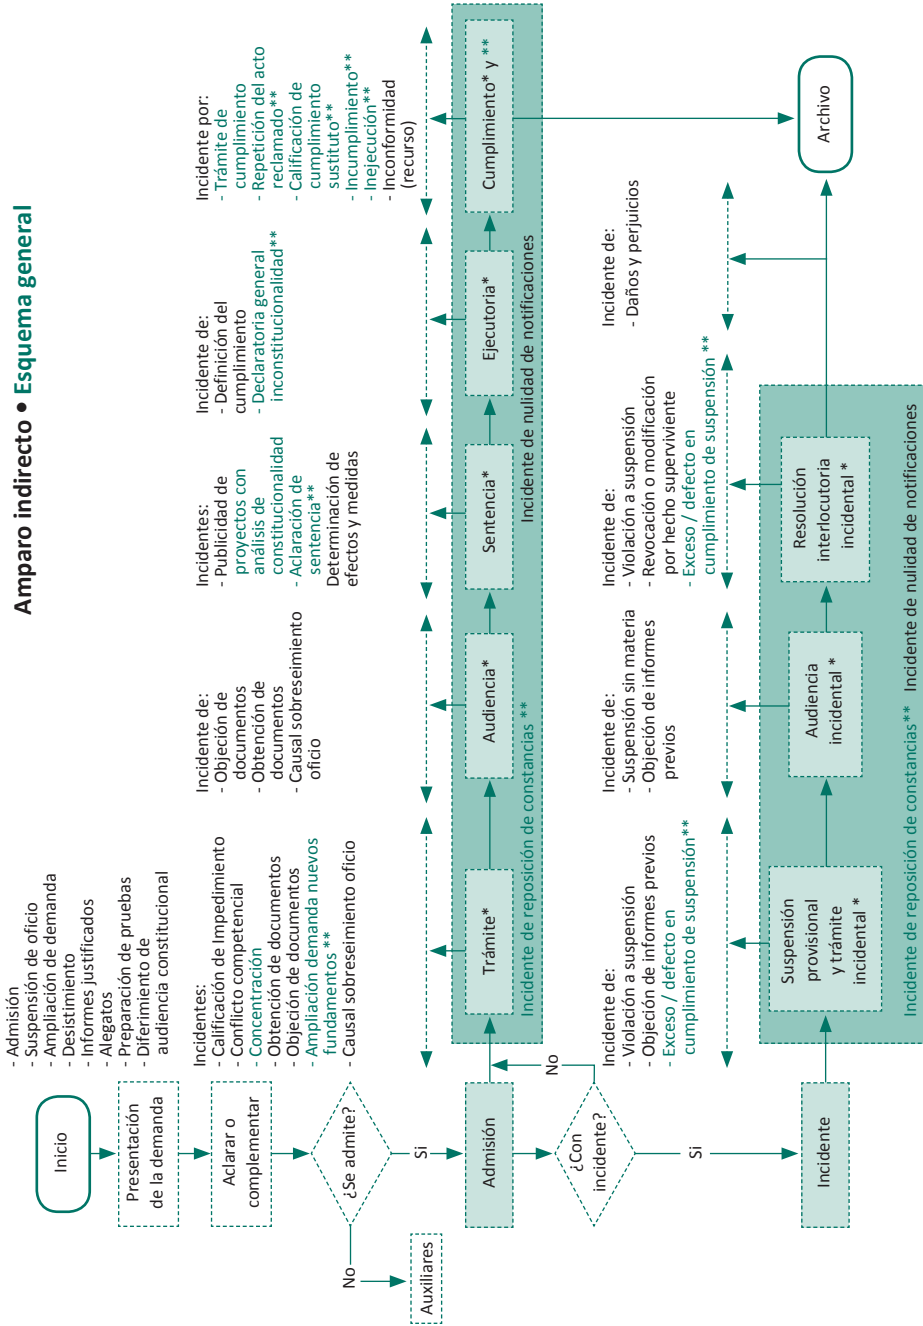 Amparo indirecto • Esquema general
Inicio
- Admisión
- Suspensión de oficio
- Ampliación de demanda
- Desistimiento
- Informes justificados
- Alegatos
- Preparación de pruebas
- Diferimiento de
audiencia constitucional
Presentación
de la demanda
Aclarar o
complementar
¿Se admite?
No
Auxiliares
Si
Incidentes:
- Calificación de Impedimento
- Conflicto competencial
- Concentración
- Obtención de documentos
- Objeción de documentos
- Ampliación demanda nuevos
fundamentos **
- Causal sobreseimiento oficio
Incidente de:
- Objeción de
documentos
- Obtención de
documentos
- Causal sobreseimiento
oficio
Incidentes:
- Publicidad de
proyectos con
análisis de
constitucionalidad
- Aclaración de
sentencia**
Determinación de
efectos y medidas
Incidente de:
- Definición del
cumplimiento
- Declaratoria general
inconstitucionalidad**
Incidente por:
- Trámite de
cumplimiento
- Repetición del acto
reclamado**
- Calificación de
cumplimiento
sustituto**
- Incumplimiento**
- Inejecución**
- Inconformidad
(recurso)
Admisión
Trámite*
Audiencia*
Sentencia*
Ejecutoria*
Cumplimiento* y **
Incidente de reposición de constancias **
Incidente de nulidad de notificaciones
¿Con
incidente?
No
Si
Incidente de:
- Violación a suspensión
- Objeción de informes previos
- Exceso / defecto en
cumplimiento de suspensión**
Incidente de:
- Suspensión sin materia
- Objeción de informes
previos
Incidente de:
- Violación a suspensión
- Revocación o modificación
por hecho superviviente
- Exceso / defecto en
cumplimiento de suspensión **
Incidente de:
- Daños y perjuicios
Incidente
Suspensión
provisional
y trámite
incidental *
Audiencia
incidental *
Resolución
interlocutoria
incidental *
Archivo
Incidente de reposición de constancias**
Incidente de nulidad de notificaciones